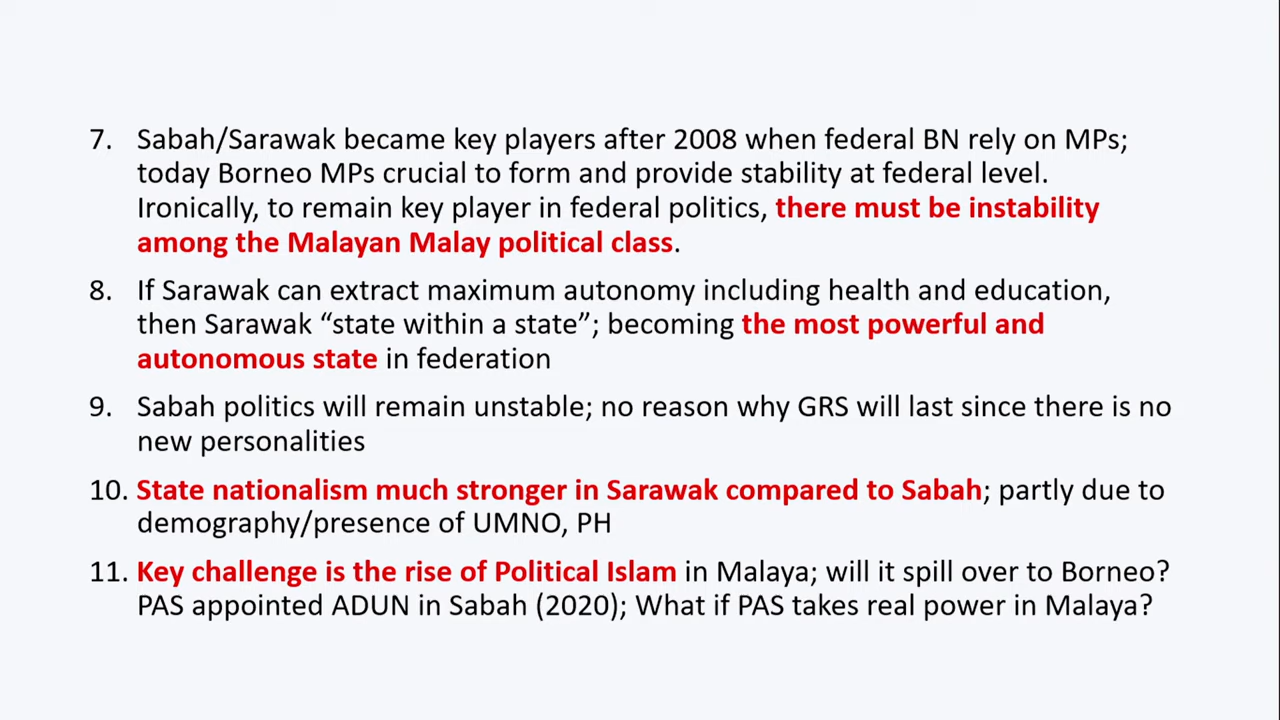 7. Sabah/Sarawak became key players after 2008 when federal BN rely on MPs;
today Borneo MPs crucial to form and provide stability at federal level.
Ironically, to remain key player in federal politics, there must be instability
among the Malayan Malay political class.
8. If Sarawak can extract maximum autonomy including health and education,
then Sarawak “state within a state”; becoming the most powerful and
autonomous state in federation
9. Sabah politics will remain unstable; no reason why GRS will last since there is no
new personalities
10. State nationalism much stronger in Sarawak compared to Sabah; partly due to
demography/presence of UMNO, PH
11. Key challenge is the rise of Political Islam in Malaya; will it spill over to Borneo?
PAS appointed ADUN in Sabah (2020); What if PAS takes real power in Malaya?